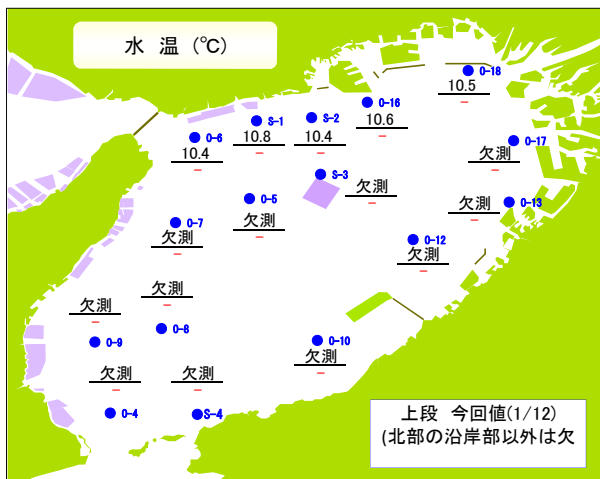 水 温 (℃)
O-18
10.5
－
O-16
10.6
－
S-2
10.4
－
S-1
10.8
－
O-6
10.4
－
O-17
欠測
－
S-3
欠測
－
O-5
欠測
－
O-13
欠測
－
O-7
欠測
－
O-12
欠測
－
欠測
－
O-8
欠測
－
O-9
O-10
欠測
－
欠測
－
O-4
欠測
－
S-4
上段 今回値(1/12)
(北部の沿岸部以外は欠